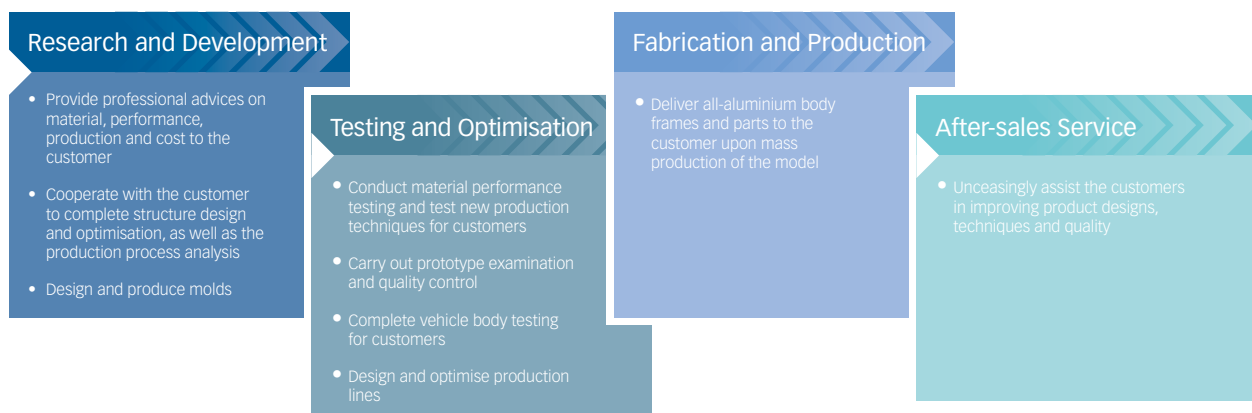 Research and Development
• Provide professional advices on
material, performance,
production and cost to the
customer
• Cooperate with the customer
to complete structure design
and optimisation, as well as the
production process analysis
• Design and produce molds
Testing and Optimisation
• Conduct material performance
testing and test new production
techniques for customers
• Carry out prototype examination
and quality control
• Complete vehicle body testing
for customers
• Design and optimise production
lines
Fabrication and Production
• Deliver all-aluminium body
frames and parts to the
customer upon mass
production of the model
After-sales Service
• Unceasingly assist the customers
in improving product designs,
techniques and quality